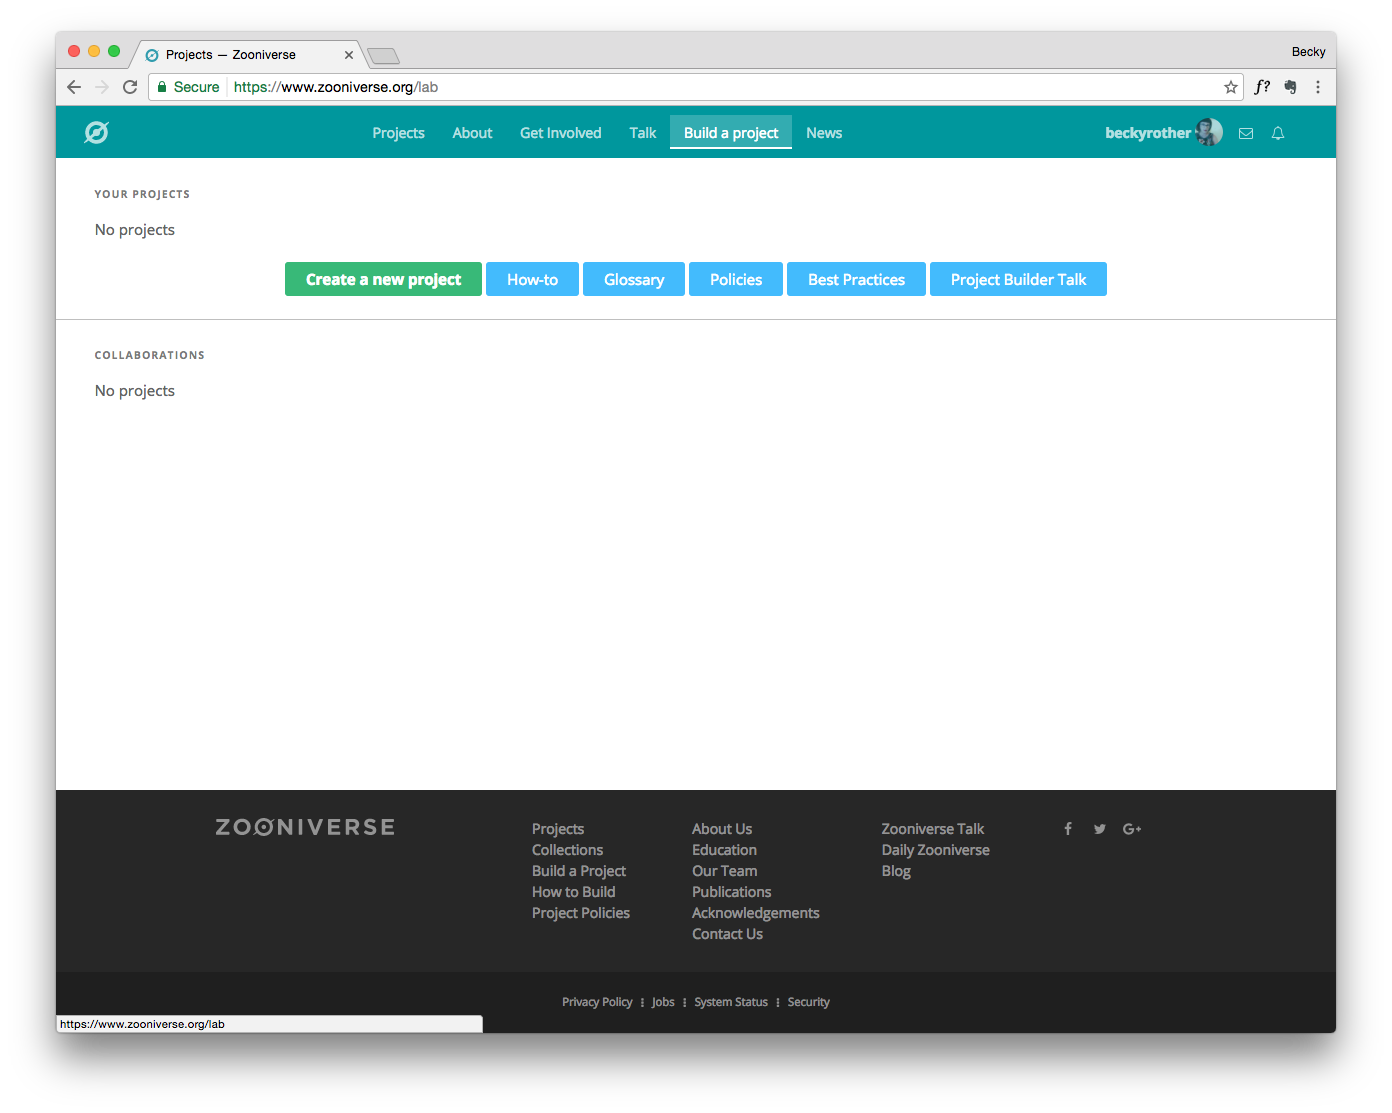 Projects — Zooniverse
Becky
Secure https://www.zooniverse.org/lab
f?
Projects About Get Involved Talk Build a project News beckyrother
YOUR PROJECTS
No projects
Create a new project How-to Glossary Policies Best Practices Project Builder Talk
COLLABORATIONS
No projects
ZOONIVERSE
Projects
Collections
Build a Project
How to Build
Project Policies
About Us
Education
Our Team
Publications
Acknowledgements
Contact Us
Zooniverse Talk
Daily Zooniverse
Blog
G+
Privacy Policy Jobs System Status Security
https://www.zooniverse.org/lab